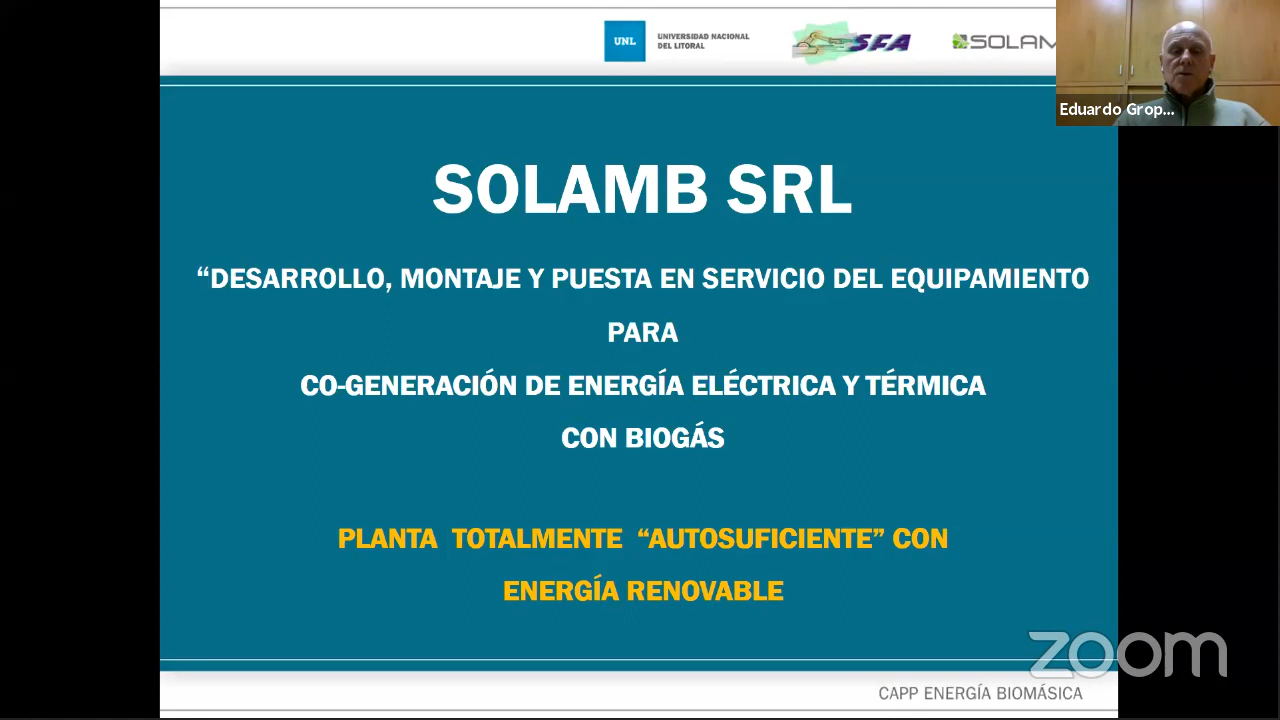 UNL
UNIVERSIDAD NACIONAL
DEL LITORAL
SFA
SOLAM
Eduardo Grop...
SOLAMB SRL
“DESARROLLO, MONTAJE Y PUESTA EN SERVICIO DEL EQUIPAMIENTO
PARA
CO-GENERACIÓN DE ENERGÍA ELÉCTRICA Y TÉRMICA
CON BIOGÁS
PLANTA TOTALMENTE “AUTOSUFICIENTE” CON
ENERGÍA RENOVABLE
zoom
CAPP ENERGÍA BIOMÁSICA